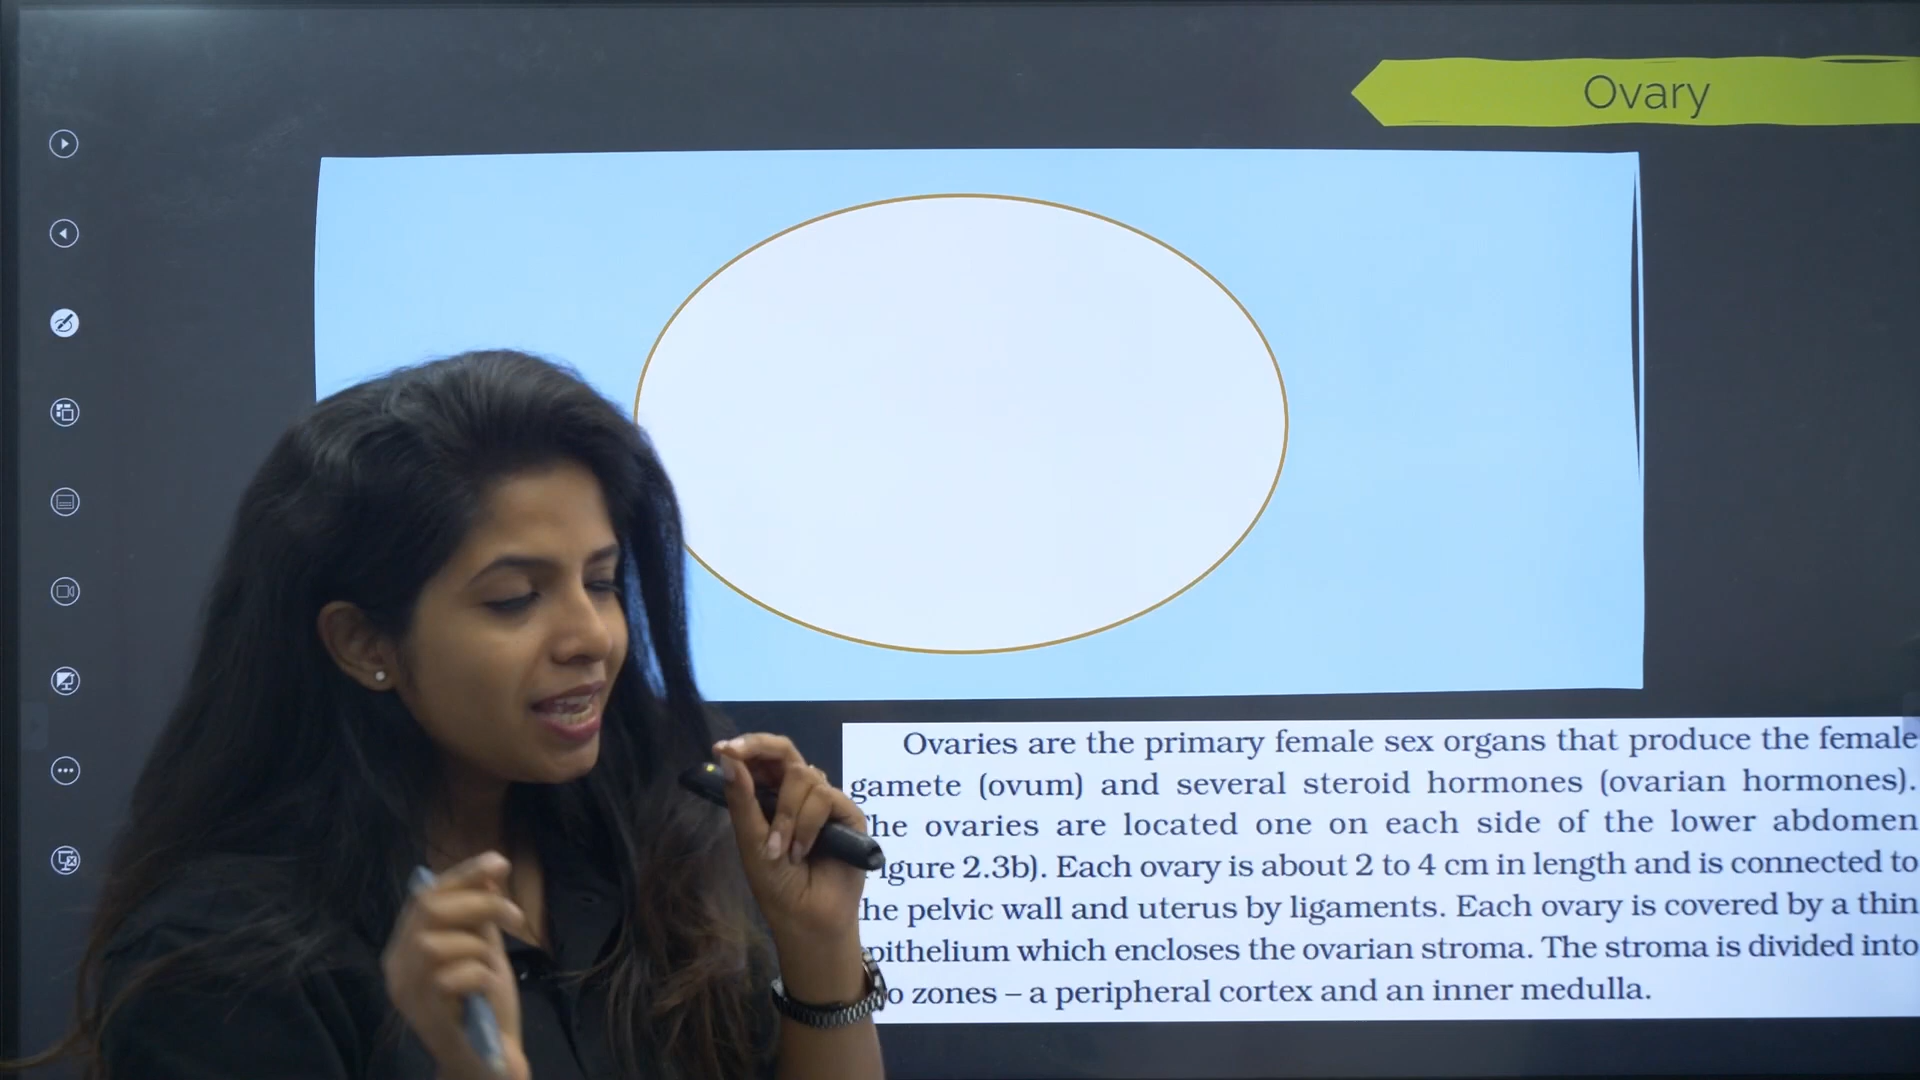 Ovary
Ovaries are the primary female sex organs that produce the female
gamete (ovum) and several steroid hormones (ovarian hormones).
he ovaries are located one on each side of the lower abdomen
igure 2.3b). Each ovary is about 2 to 4 cm in length and is connected to
he pelvic wall and uterus by ligaments. Each ovary is covered by a thin
pithelium which encloses the ovarian stroma. The stroma is divided into
o zones – a peripheral cortex and an inner medulla.